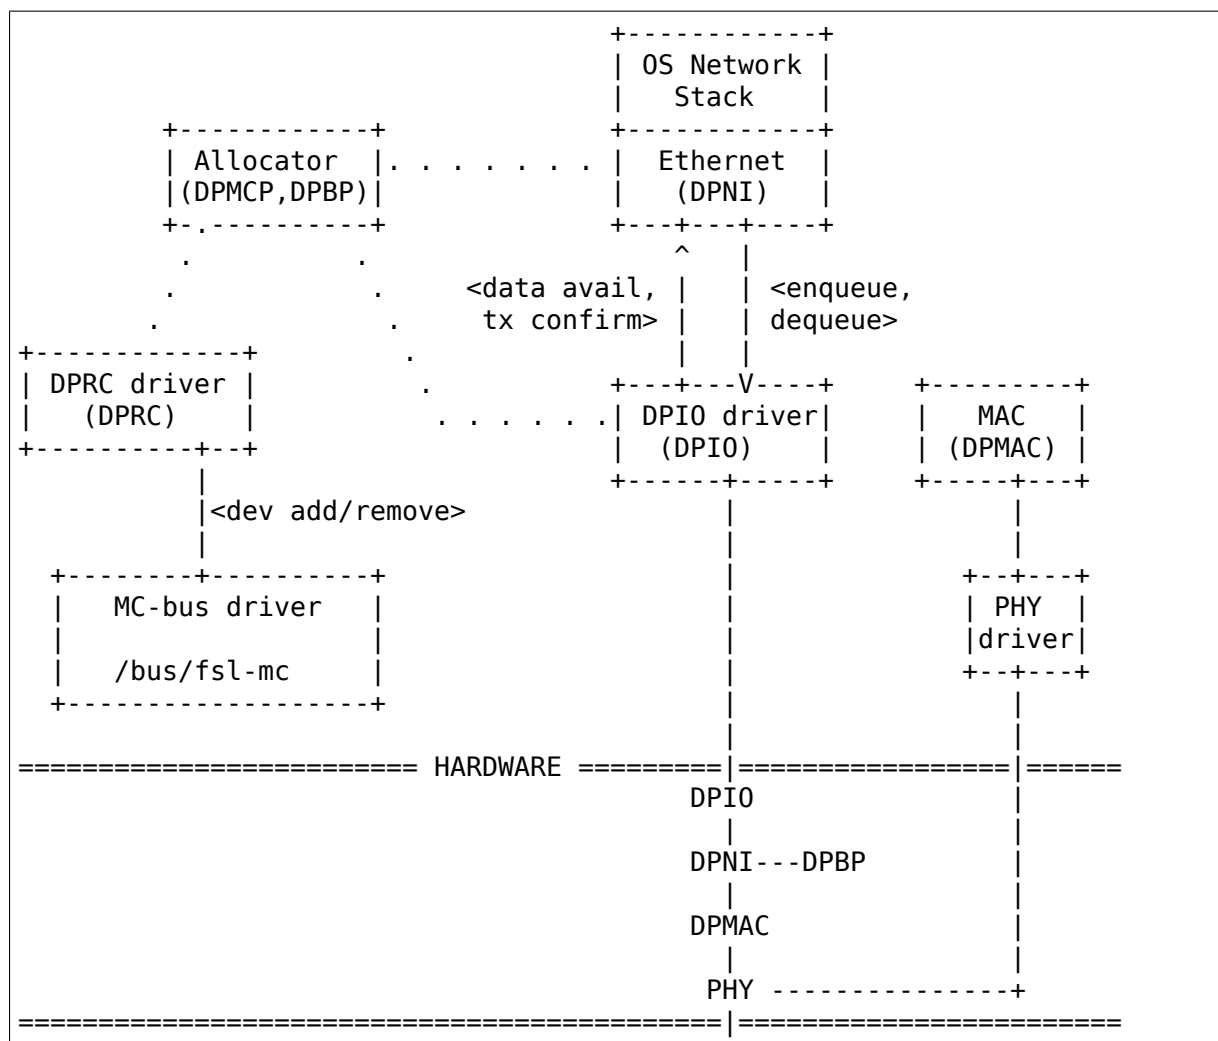 +------------+
                                      | OS Network |
                                      |   Stack    |
          +------------+              +------------+
          | Allocator  |. . . . . . . |  Ethernet  |
          |(DPMCP,DPBP)|              |   (DPNI)   |
          +-.----------+              +---+---+----+
           .          .                   ^   |
          .            .     <data avail, |   | <enqueue,
         .              .     tx confirm> |   | dequeue>
 +-------------+         .                |   |
 | DPRC driver |          .           +---+---V----+     +---------+
 |   (DPRC)    |           . . . . . .| DPIO driver|     |   MAC   |
 +----------+--+                      |  (DPIO)    |     | (DPMAC) |
            |                         +------+-----+     +-----+---+
            |<dev add/remove>                |                 |
            |                                |                 |
   +--------+----------+                     |              +--+---+
   |   MC-bus driver   |                     |              | PHY  |
   |                   |                     |              |driver|
   |   /bus/fsl-mc     |                     |              +--+---+
   +-------------------+                     |                 |
                                             |                 |
 ========================= HARDWARE =========|=================|======
                                           DPIO                |
                                             |                 |
                                           DPNI---DPBP         |
                                             |                 |
                                           DPMAC               |
                                             |                 |
                                            PHY ---------------+
 ============================================|========================